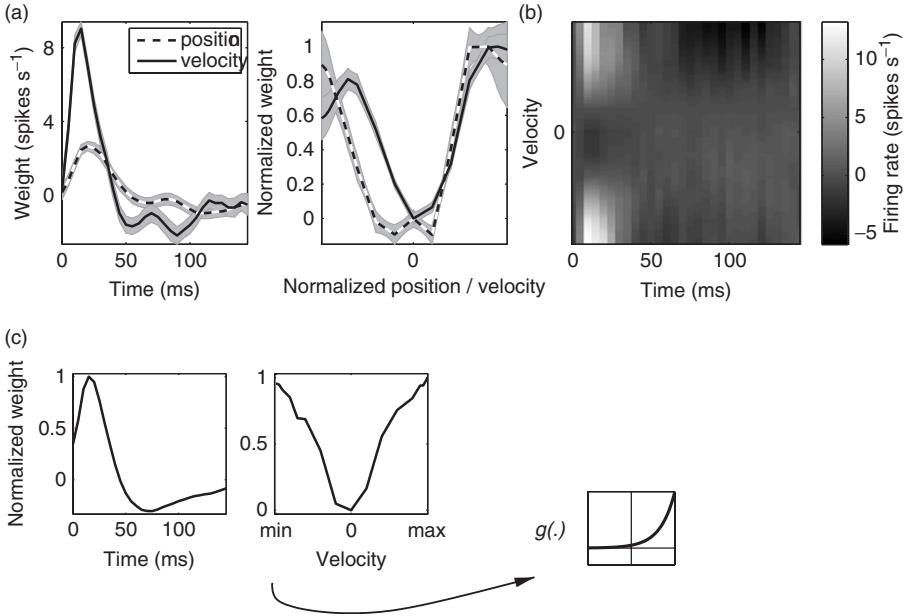 (a)
Weight (spikes s⁻¹)
8
4
0
position
velocity
0
50
100
Time (ms)
Normalized weight
1
0.8
0.6
0.4
0.2
0
0
Normalized position / velocity
(b)
Velocity
0
0
50
100
Time (ms)
10
5
0
−5
Firing rate (spikes s⁻¹)
(c)
Normalized weight
1
0.5
0
0
100
Time (ms)
1
0.5
0
min
0
max
Velocity
g(.)